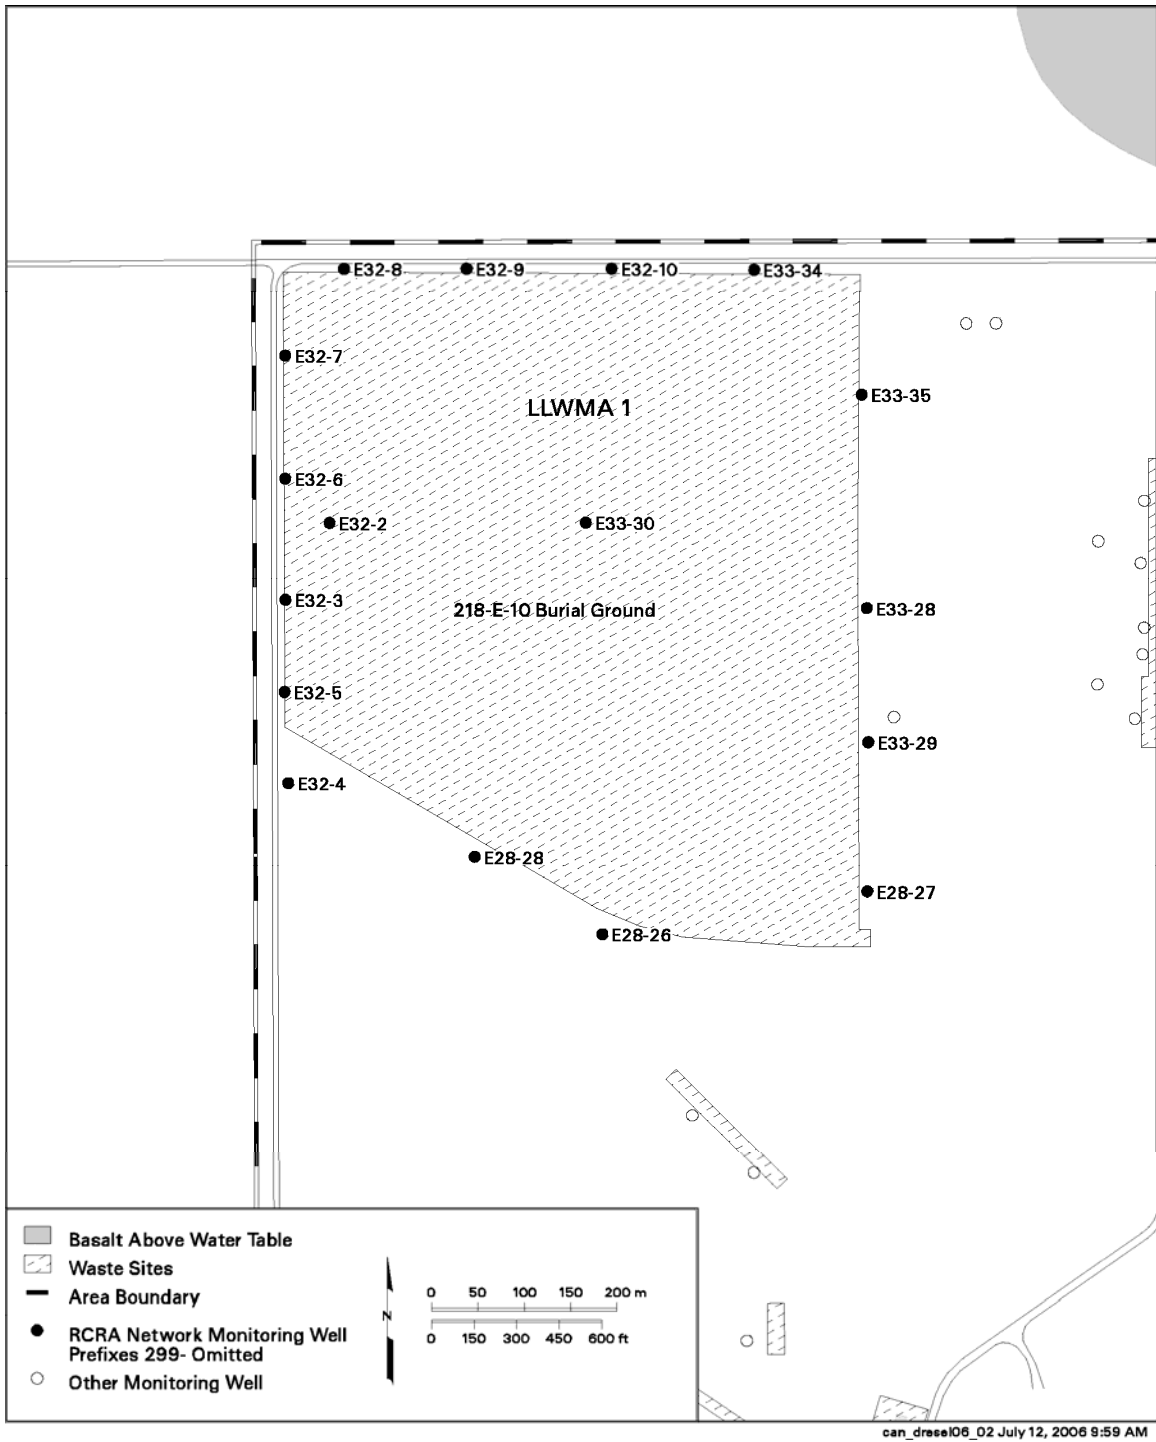 E32-8
E32-9
E32-10
E33-34
E32-7
E33-35
LLWMA 1
E32-6
E32-2
E33-30
E32-3
218-E-10 Burial Ground
E33-28
E32-5
E33-29
E32-4
E28-28
E28-27
E28-26
Basalt Above Water Table
Waste Sites
Area Boundary
RCRA Network Monitoring Well
Prefixes 299- Omitted
Other Monitoring Well
N
0 50 100 150 200 m
0 150 300 450 600 ft
can_dresel06_02 July 12, 2006 9:59 AM